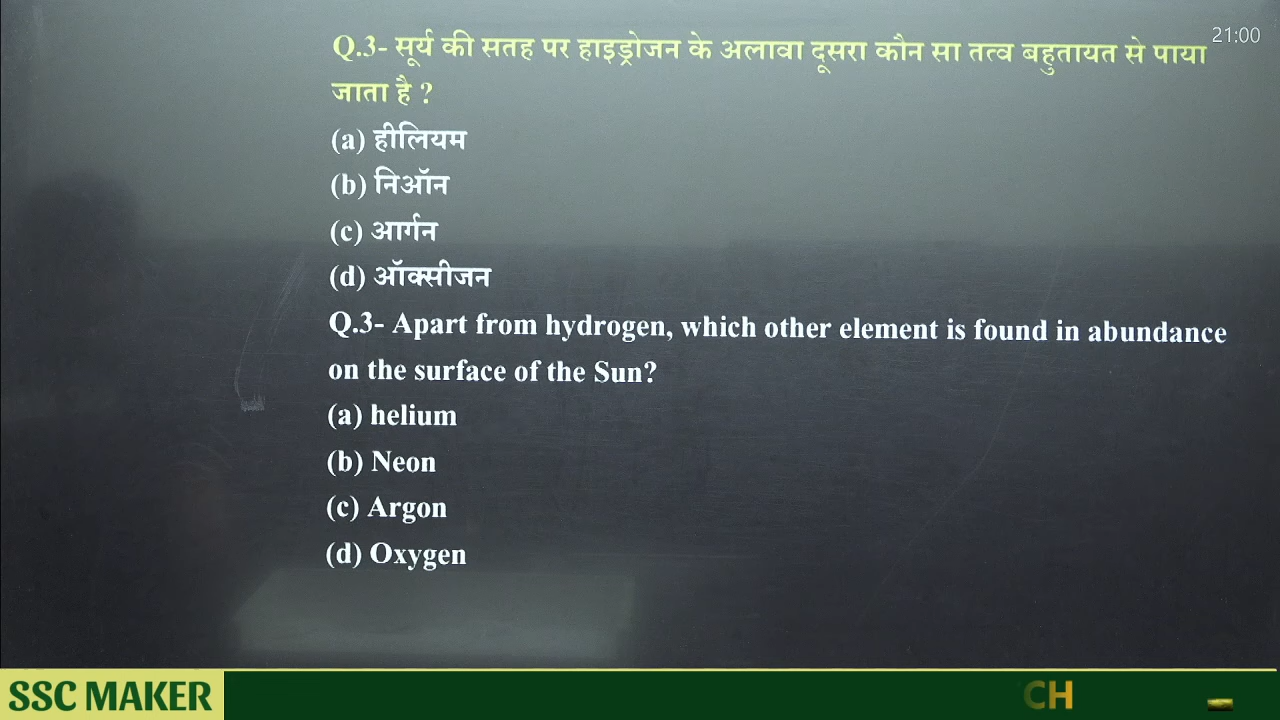 21:00
Q.3- सूर्य की सतह पर हाइड्रोजन के अलावा दूसरा कौन सा तत्व बहुतायत से पाया
जाता है ?
(a) हीलियम
(b) निऑन
(c) आर्गन
(d) ऑक्सीजन
Q.3- Apart from hydrogen, which other element is found in abundance
on the surface of the Sun?
(a) helium
(b) Neon
(c) Argon
(d) Oxygen
SSC MAKER
CH